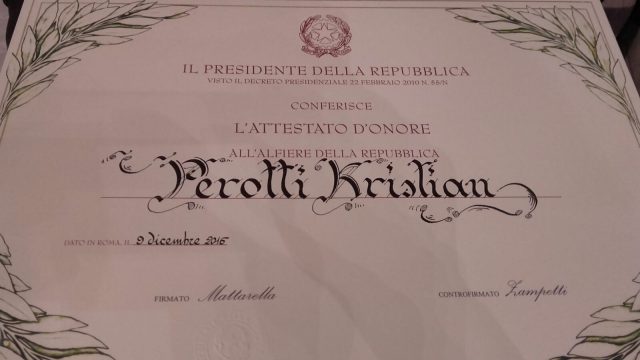 IL PRESIDENTE DELLA REPUBBLICA
VISTO IL DECRETO PRESIDENZIALE 22 FEBBRAIO 2010 N. 55/N
CONFERISCE
L'ATTESTATO D'ONORE
ALL'ALFIERE DELLA REPUBBLICA
Perotti Kristian
DATO IN ROMA, IL 9 dicembre 2016
FIRMATO Mattarella CONTROFIRMATO Zampetti